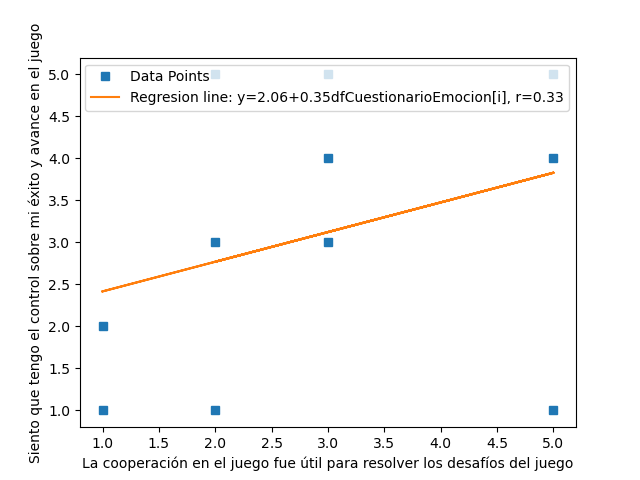 Siento que tengo el control sobre mi éxito y avance en el juego
5.0
4.5
4.0
3.5
3.0
2.5
2.0
1.5
1.0
Data Points
Regresion line: y=2.06+0.35dfCuestionarioEmocion[i], r=0.33
1.0 1.5 2.0 2.5 3.0 3.5 4.0 4.5 5.0
La cooperación en el juego fue útil para resolver los desafíos del juego